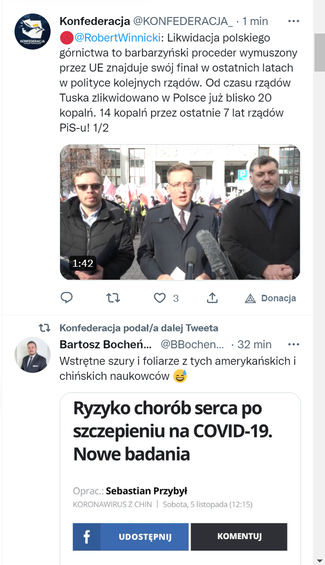 Konfederacja @KONFEDERACJA_ · 1 min
@RobertWinnicki: Likwidacja polskiego
górnictwa to barbarzyński proceder wymuszony
przez UE znajduje swój finał w ostatnich latach
w polityce kolejnych rządów. Od czasu rządów
Tuska zlikwidowano w Polsce już blisko 20
kopalń. 14 kopalń przez ostatnie 7 lat rządów
PiS-u! 1/2
1:42
3
Donacja
Konfederacja podał/a dalej Tweeta
Bartosz Bocheń... @BBochen... · 32 min
Wstrętne szury i foliarze z tych amerykańskich i
chińskich naukowców 😅
Ryzyko chorób serca po
szczepieniu na COVID-19.
Nowe badania
Oprac.: Sebastian Przybył
KORONAWIRUS Z CHIN | Sobota, 5 listopada (12:15)
f UDOSTĘPNIJ
KOMENTUJ